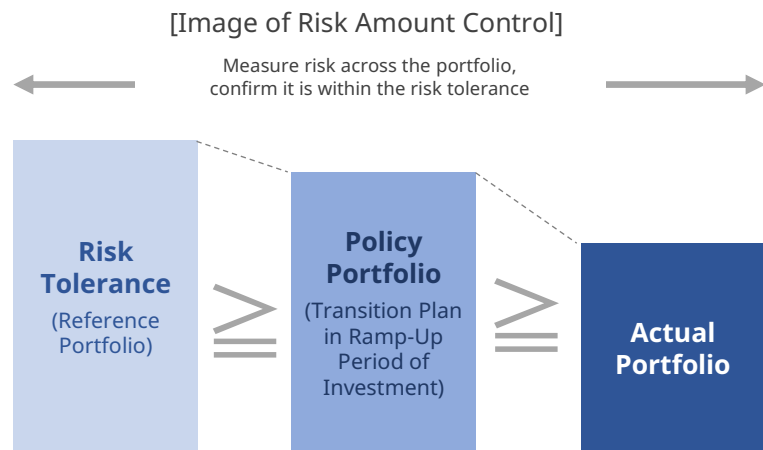 [Image of Risk Amount Control]
Measure risk across the portfolio,
confirm it is within the risk tolerance
Risk
Tolerance
(Reference
Portfolio)
≧
Policy
Portfolio
(Transition Plan
in Ramp-Up
Period of
Investment)
≧
Actual
Portfolio